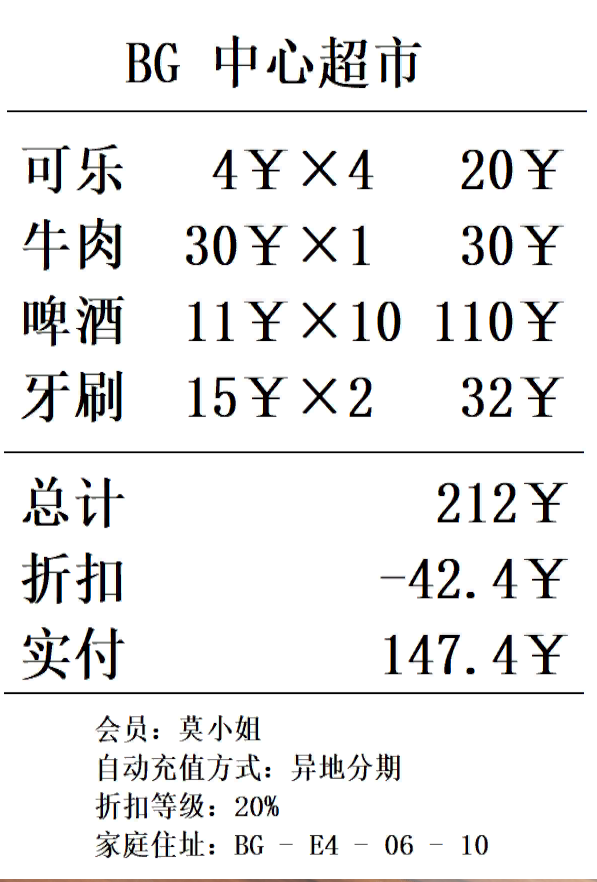 BG 中心超市
可乐 4¥×4 20¥
牛肉 30¥×1 30¥
啤酒 11¥×10 110¥
牙刷 15¥×2 32¥
总计 212¥
折扣 -42.4¥
实付 147.4¥
会员：莫小姐
自动充值方式：异地分期
折扣等级：20%
家庭住址：BG - E4 - 06 - 10